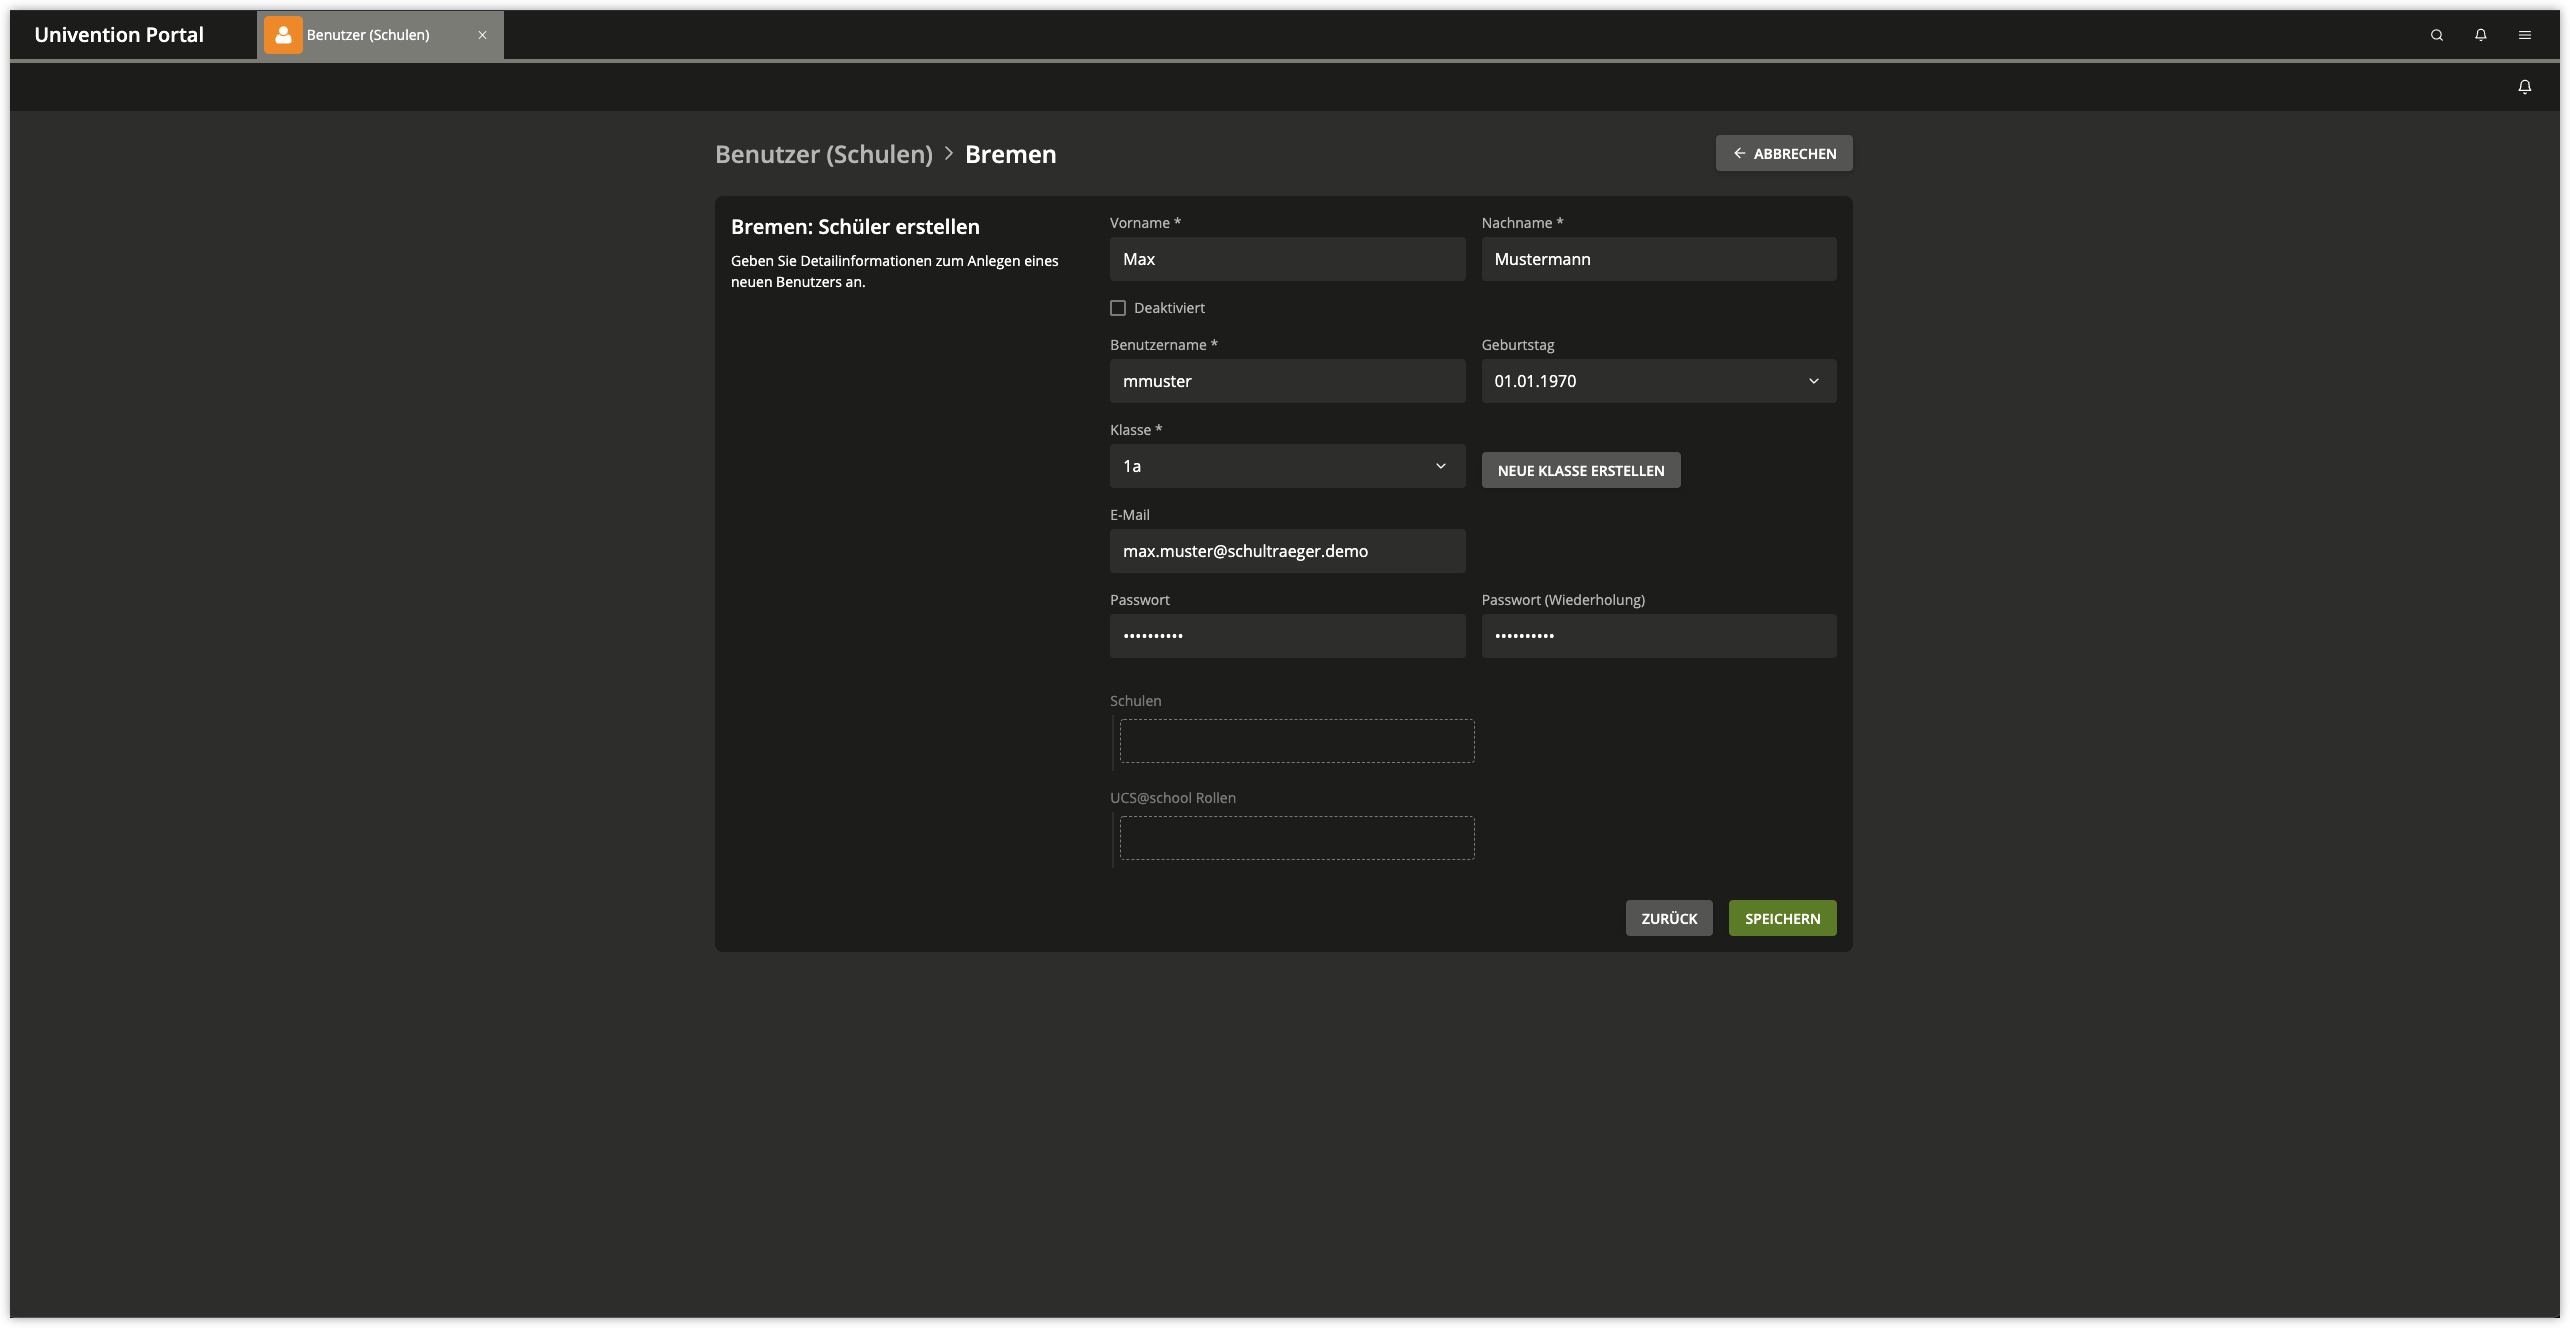 Univention Portal
Benutzer (Schulen)
Benutzer (Schulen) > Bremen
ABBRECHEN
Bremen: Schüler erstellen
Geben Sie Detailinformationen zum Anlegen eines
neuen Benutzers an.
Vorname *
Nachname *
Max
Mustermann
Deaktiviert
Benutzername *
Geburtstag
mmuster
01.01.1970
Klasse *
1a
NEUE KLASSE ERSTELLEN
E-Mail
max.muster@schultraeger.demo
Passwort
Passwort (Wiederholung)
••••••••••
••••••••••
Schulen
UCS@school Rollen
ZURÜCK
SPEICHERN